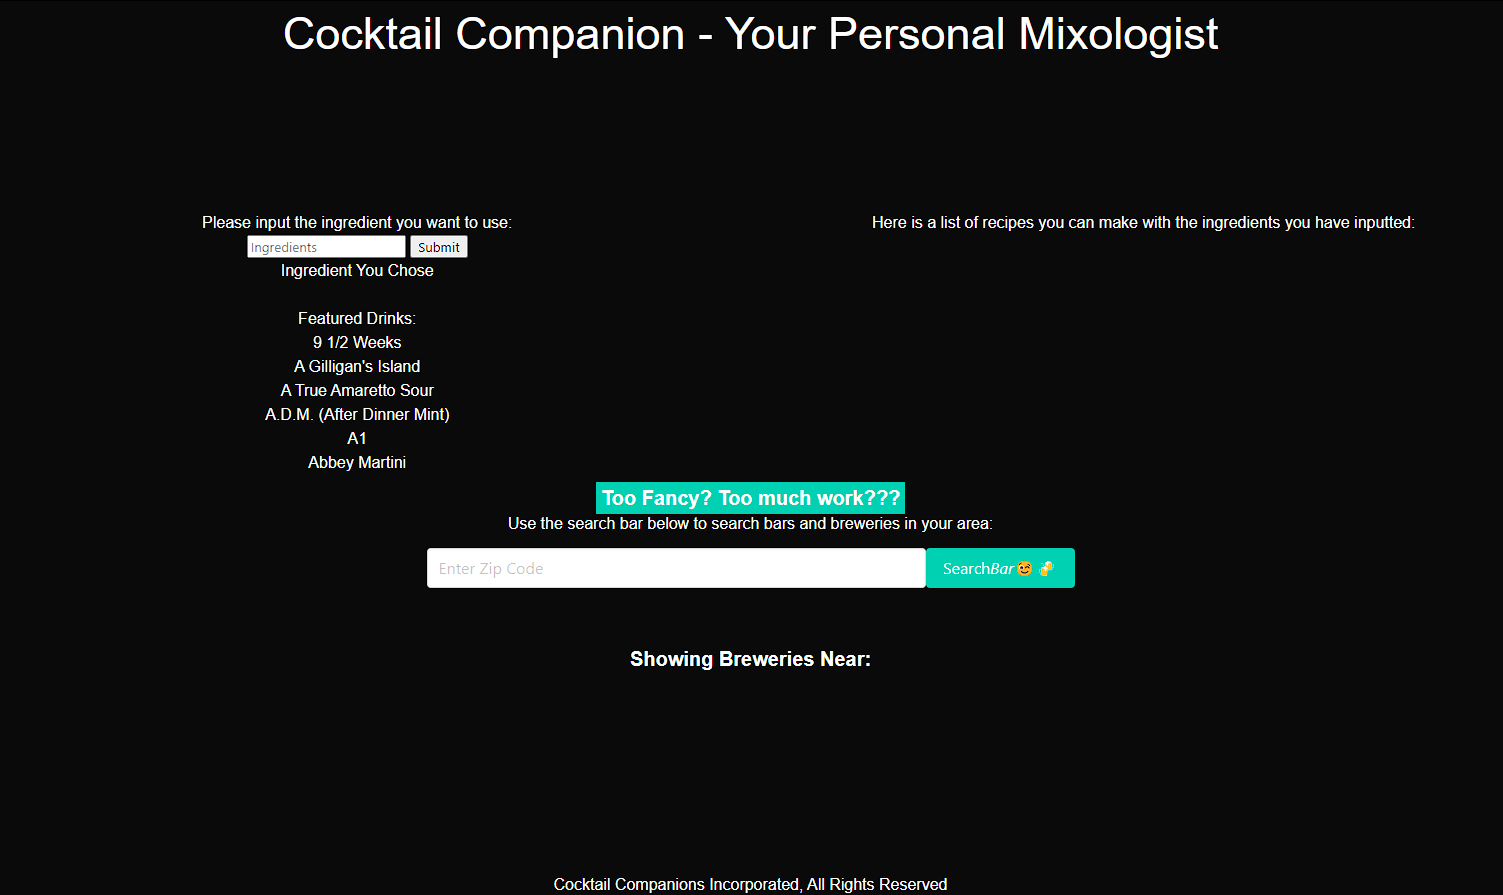 Cocktail Companion - Your Personal Mixologist
Please input the ingredient you want to use:
Ingredients Submit
Ingredient You Chose
Featured Drinks:
9 1/2 Weeks
A Gilligan's Island
A True Amaretto Sour
A.D.M. (After Dinner Mint)
A1
Abbey Martini
Here is a list of recipes you can make with the ingredients you have inputted:
Too Fancy? Too much work???
Use the search bar below to search bars and breweries in your area:
Enter Zip Code SearchBar😉 🍻
Showing Breweries Near:
Cocktail Companions Incorporated, All Rights Reserved